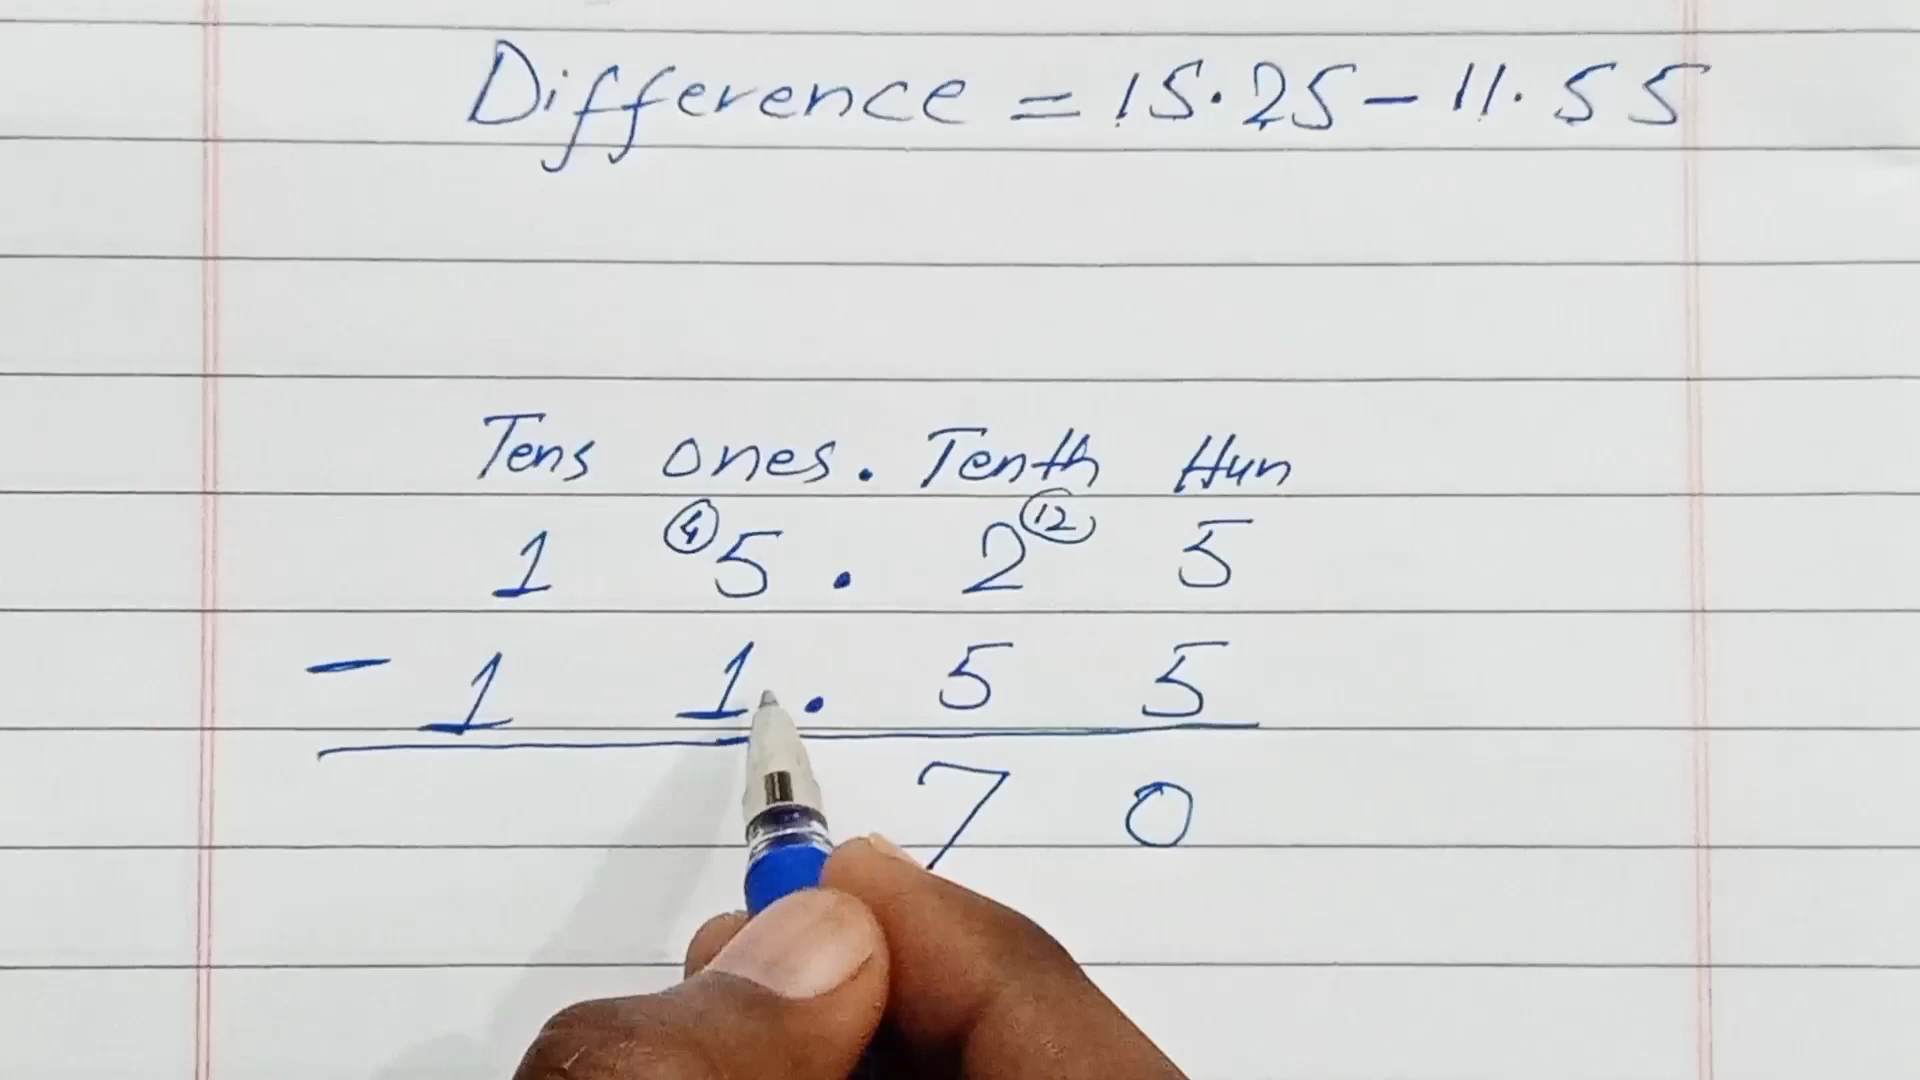 Difference = 15.25 - 11.55
Tens ones. Tenth Hun
1 ④5 . 2⑫ 5
- 1 1 . 5 5
7 0